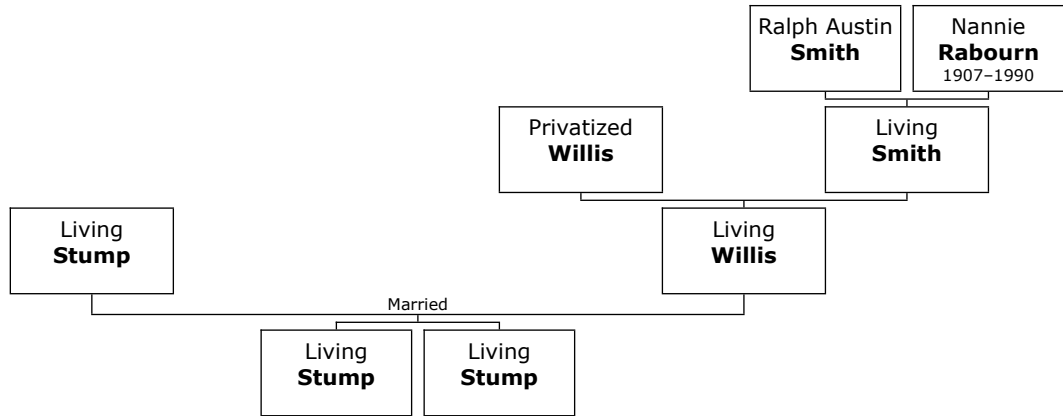 Ralph Austin
Smith
Nannie
Rabourn
1907–1990
Privatized
Willis
Living
Smith
Living
Stump
Living
Willis
Married
Living
Stump
Living
Stump